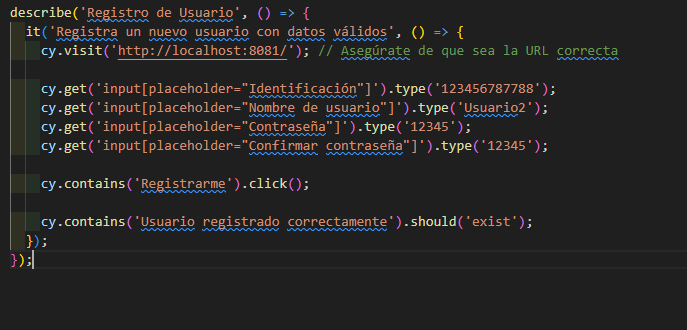 describe('Registro de Usuario', () => {
  it('Registra un nuevo usuario con datos válidos', () => {
    cy.visit('http://localhost:8081/'); // Asegúrate de que sea la URL correcta

    cy.get('input[placeholder="Identificación"]').type('123456787788');
    cy.get('input[placeholder="Nombre de usuario"]').type('Usuario2');
    cy.get('input[placeholder="Contraseña"]').type('12345');
    cy.get('input[placeholder="Confirmar contraseña"]').type('12345');

    cy.contains('Registrarme').click();

    cy.contains('Usuario registrado correctamente').should('exist');
  });
});